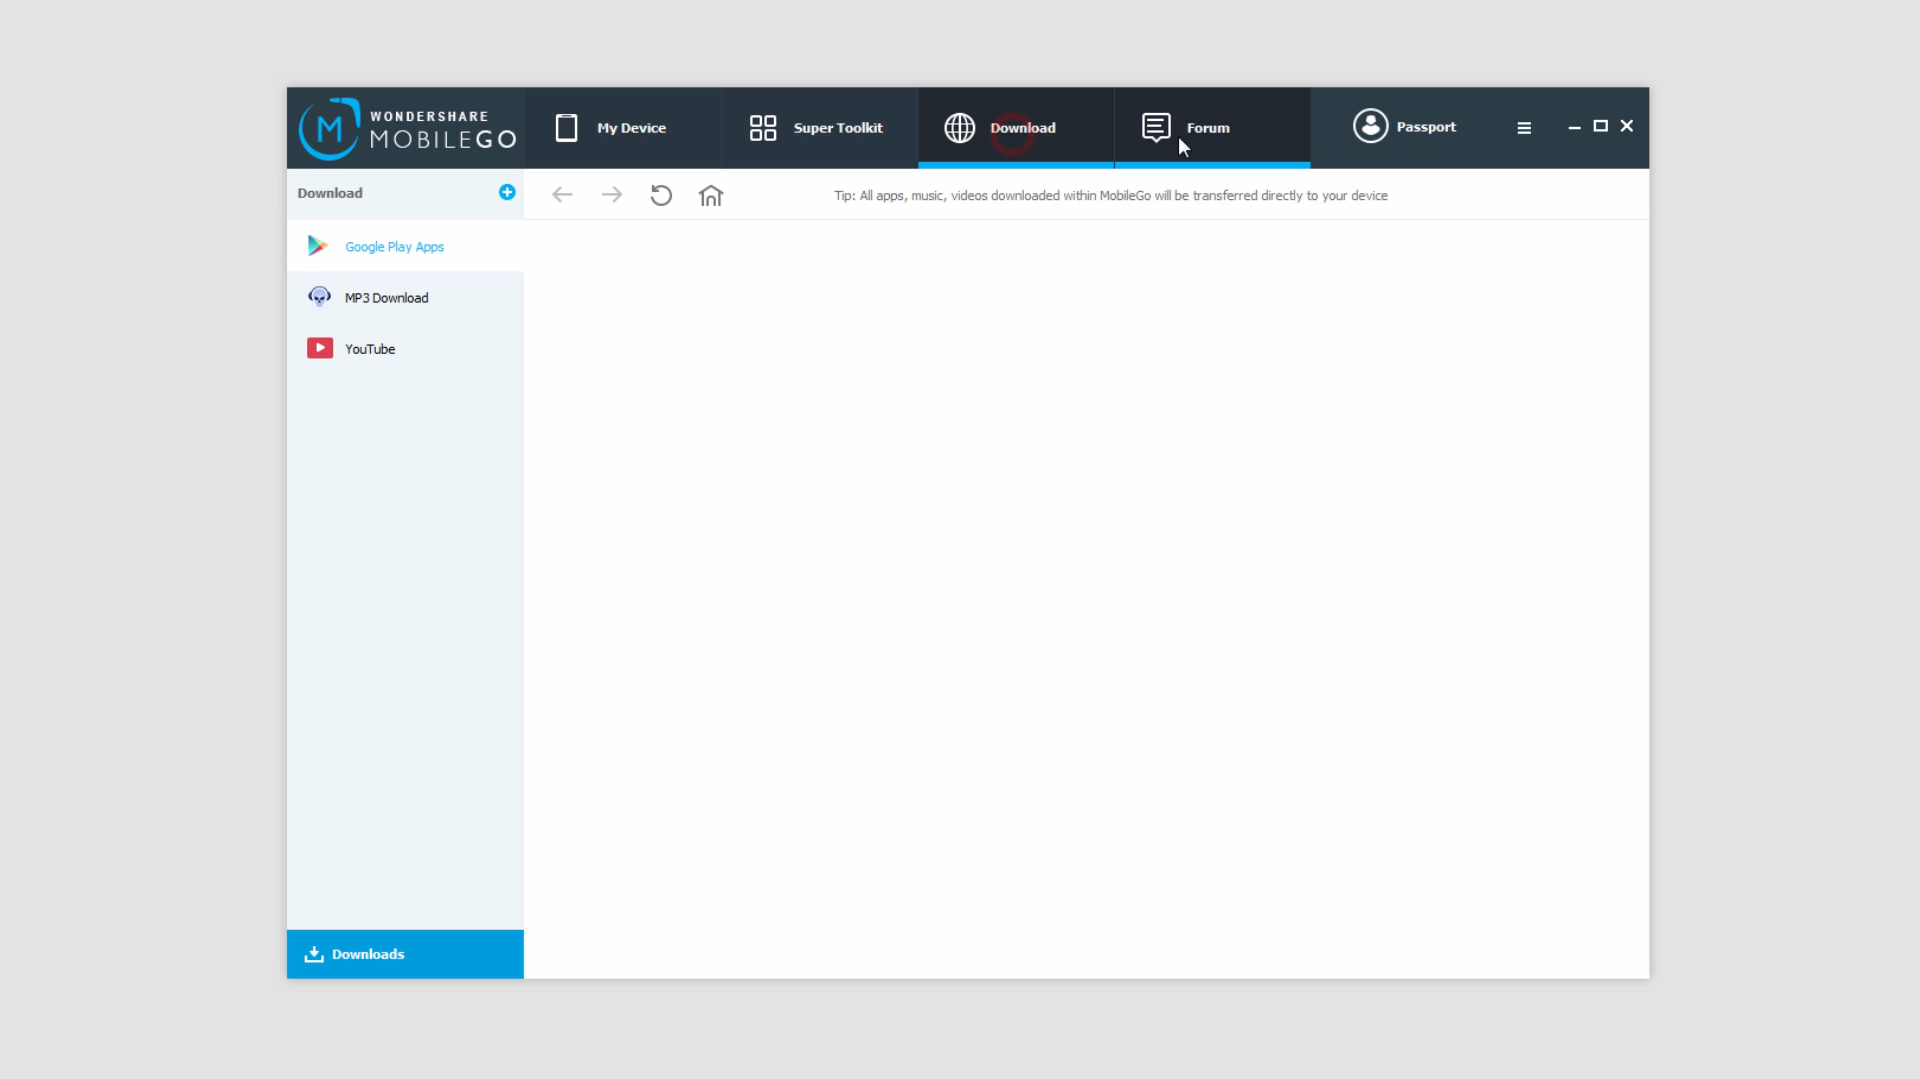 WONDERSHARE
MOBILEGO
My Device
Super Toolkit
Download
Forum
Passport
Download
Tip: All apps, music, videos downloaded within MobileGo will be transferred directly to your device
Google Play Apps
MP3 Download
YouTube
Downloads